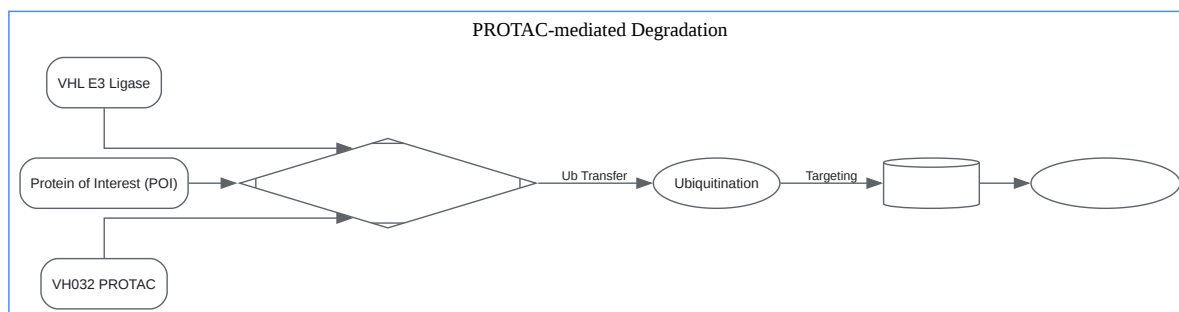 PROTAC-mediated Degradation
VHL E3 Ligase
Protein of Interest (POI)
VH032 PROTAC
Ub Transfer
Ubiquitination
Targeting